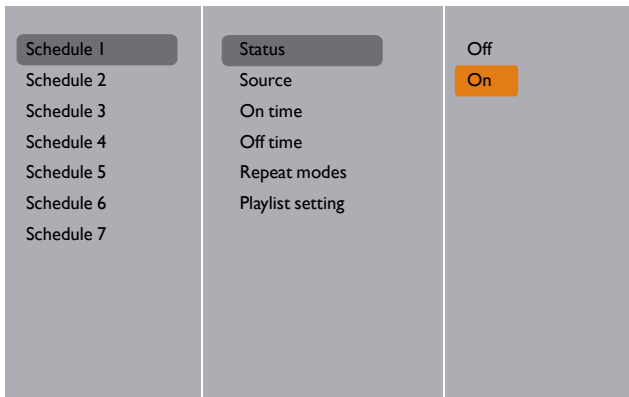 Schedule 1
Schedule 2
Schedule 3
Schedule 4
Schedule 5
Schedule 6
Schedule 7
Status
Source
On time
Off time
Repeat modes
Playlist setting
Off
On